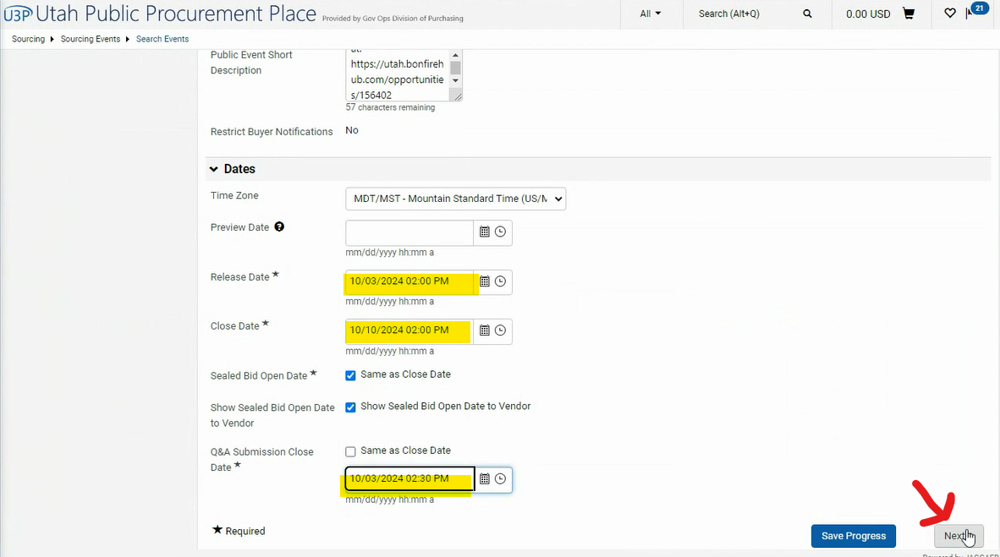 U3P Utah Public Procurement Place Provided by Gov Ops Division of Purchasing
All
Search (Alt+Q)
0.00 USD
21
Sourcing Sourcing Events Search Events
Public Event Short
Description
at:
https://utah.bonfireh
ub.com/opportunitie
s/156402
57 characters remaining
Restrict Buyer Notifications No
Dates
Time Zone MDT/MST - Mountain Standard Time (US/M
Preview Date
mm/dd/yyyy hh:mm a
Release Date ★ 10/03/2024 02:00 PM
mm/dd/yyyy hh:mm a
Close Date ★ 10/10/2024 02:00 PM
mm/dd/yyyy hh:mm a
Sealed Bid Open Date ★ Same as Close Date
Show Sealed Bid Open Date
to Vendor
Show Sealed Bid Open Date to Vendor
Q&A Submission Close
Date ★
Same as Close Date
10/03/2024 02:30 PM
mm/dd/yyyy hh:mm a
★ Required
Save Progress
Next
Powered by JAGGAER